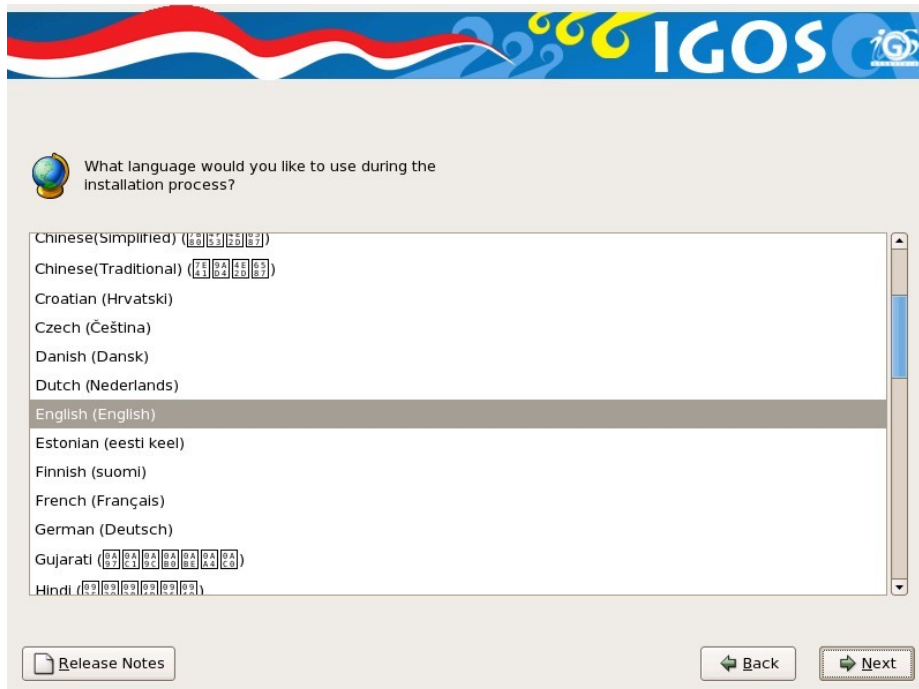 IGOS
What language would you like to use during the
installation process?
Chinese(Simplified)
Chinese(Traditional)
Croatian (Hrvatski)
Czech (Čeština)
Danish (Dansk)
Dutch (Nederlands)
English (English)
Estonian (eesti keel)
Finnish (suomi)
French (Français)
German (Deutsch)
Gujarati
Hindi
Release Notes
Back
Next